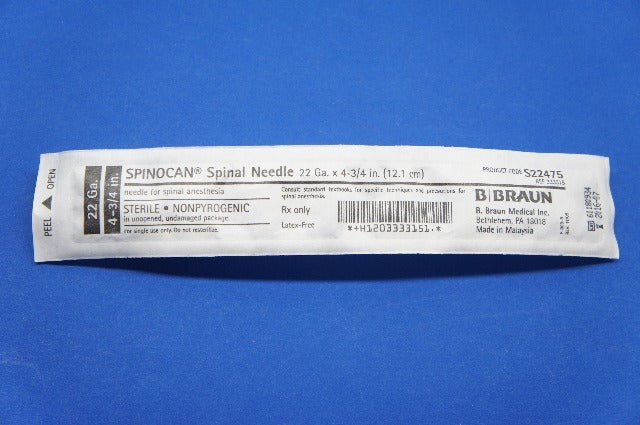 PEEL ▲ OPEN
22 Ga.
4-3/4 in.
SPINOCAN® Spinal Needle 22 Ga. x 4-3/4 in. (12.1 cm)
needle for spinal anesthesia
STERILE • NONPYROGENIC
in unopened, undamaged package.
For single use only. Do not resterilize.
Consult standard textbooks for specific techniques and precautions for
spinal anesthesia.
Rx only
Latex-Free
*+H1203333151.*
PRODUCT CODE S22475
REF 333315
B|BRAUN
B. Braun Medical Inc.
Bethlehem, PA 18018
Made in Malaysia
2016-07